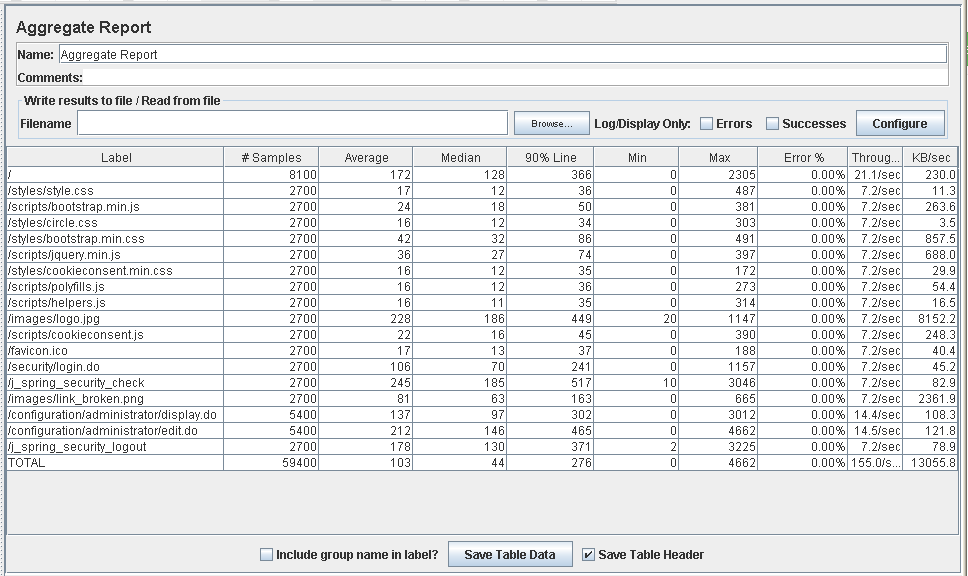 Aggregate Report
Name: Aggregate Report
Comments:
Write results to file / Read from file
Filename Browse... Log/Display Only: Errors Successes Configure
Label # Samples Average Median 90% Line Min Max Error % Throug... KB/sec
/ 8100 172 128 366 0 2305 0.00% 21.1/sec 230.0
/styles/style.css 2700 17 12 36 0 487 0.00% 7.2/sec 11.3
/scripts/bootstrap.min.js 2700 24 18 50 0 381 0.00% 7.2/sec 263.6
/styles/circle.css 2700 16 12 34 0 303 0.00% 7.2/sec 3.5
/styles/bootstrap.min.css 2700 42 32 86 0 491 0.00% 7.2/sec 857.5
/scripts/jquery.min.js 2700 36 27 74 0 397 0.00% 7.2/sec 688.0
/styles/cookieconsent.min.css 2700 16 12 35 0 172 0.00% 7.2/sec 29.9
/scripts/polyfills.js 2700 16 12 36 0 273 0.00% 7.2/sec 54.4
/scripts/helpers.js 2700 16 11 35 0 314 0.00% 7.2/sec 16.5
/images/logo.jpg 2700 228 186 449 20 1147 0.00% 7.2/sec 8152.2
/scripts/cookieconsent.js 2700 22 16 45 0 390 0.00% 7.2/sec 248.3
/favicon.ico 2700 17 13 37 0 188 0.00% 7.2/sec 40.4
/security/login.do 2700 106 70 241 0 1157 0.00% 7.2/sec 45.2
/j_spring_security_check 2700 245 185 517 10 3046 0.00% 7.2/sec 82.9
/images/link_broken.png 2700 81 63 163 0 665 0.00% 7.2/sec 2361.9
/configuration/administrator/display.do 5400 137 97 302 0 3012 0.00% 14.4/sec 108.3
/configuration/administrator/edit.do 5400 212 146 465 0 4662 0.00% 14.5/sec 121.8
/j_spring_security_logout 2700 178 130 371 2 3225 0.00% 7.2/sec 78.9
TOTAL 59400 103 44 276 0 4662 0.00% 155.0/s... 13055.8
Include group name in label? Save Table Data Save Table Header